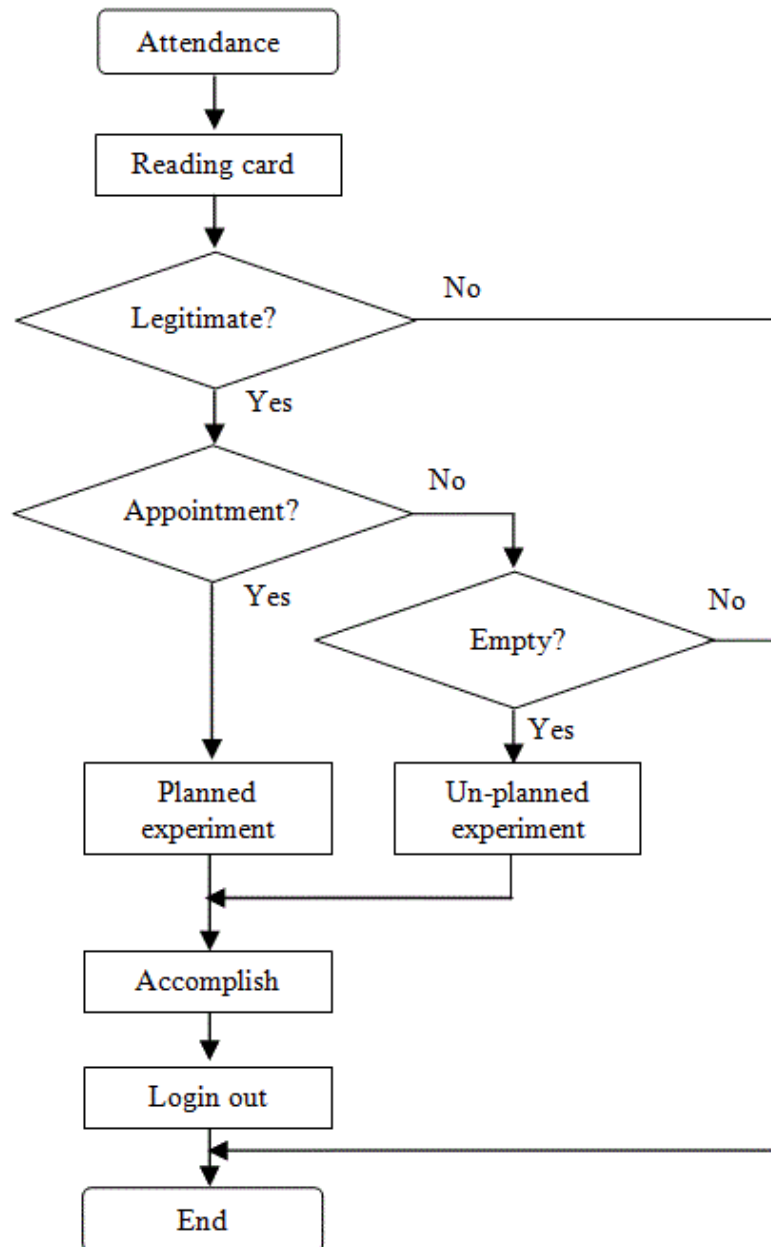 Attendance
Reading card
No
Legitimate?
Yes
No
Appointment?
Yes
No
Empty?
Yes
Planned
experiment
Un-planned
experiment
Accomplish
Login out
End